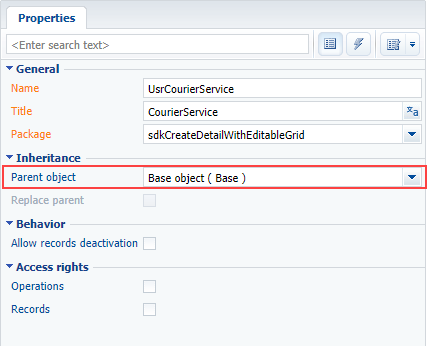 Properties
<Enter search text>
General
Name UsrCourierService
Title CourierService
Package sdkCreateDetailWithEditableGrid
Inheritance
Parent object Base object ( Base )
Replace parent
Behavior
Allow records deactivation
Access rights
Operations
Records